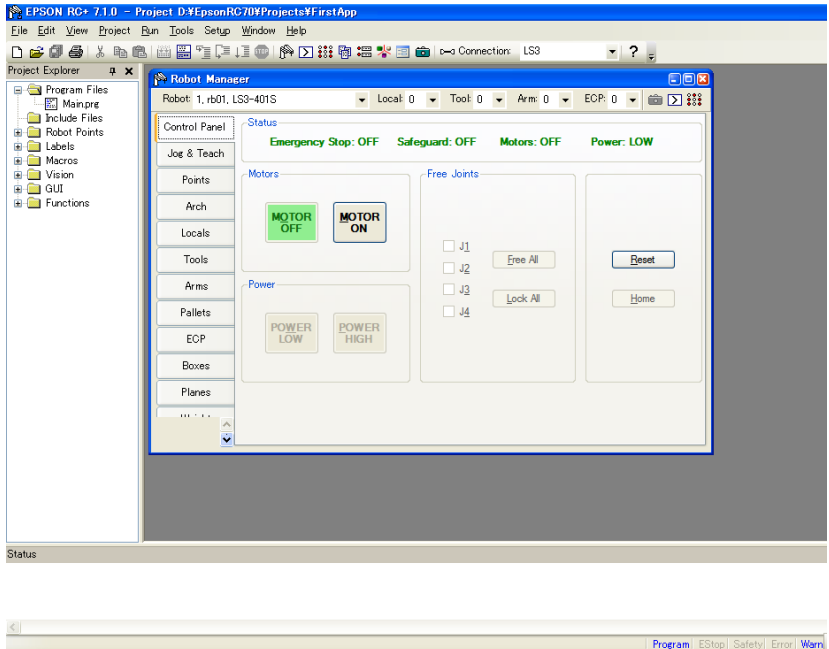 EPSON RC+ 7.1.0 - Project D:¥EpsonRC70¥Projects¥FirstApp
File Edit View Project Run Tools Setup Window Help
Connection: LS3 ?
Project Explorer
Program Files
Main.prg
Include Files
Robot Points
Labels
Macros
Vision
GUI
Functions
Robot Manager
Robot: 1, rb01, LS3-401S Local: 0 Tool: 0 Arm: 0 ECP: 0
Control Panel
Jog & Teach
Points
Arch
Locals
Tools
Arms
Pallets
ECP
Boxes
Planes
Status
Emergency Stop: OFF Safeguard: OFF Motors: OFF Power: LOW
Motors
MOTOR OFF
MOTOR ON
Power
POWER LOW
POWER HIGH
Free Joints
J1
J2
J3
J4
Free All
Lock All
Reset
Home
Status
Program EStop Safety Error Warn